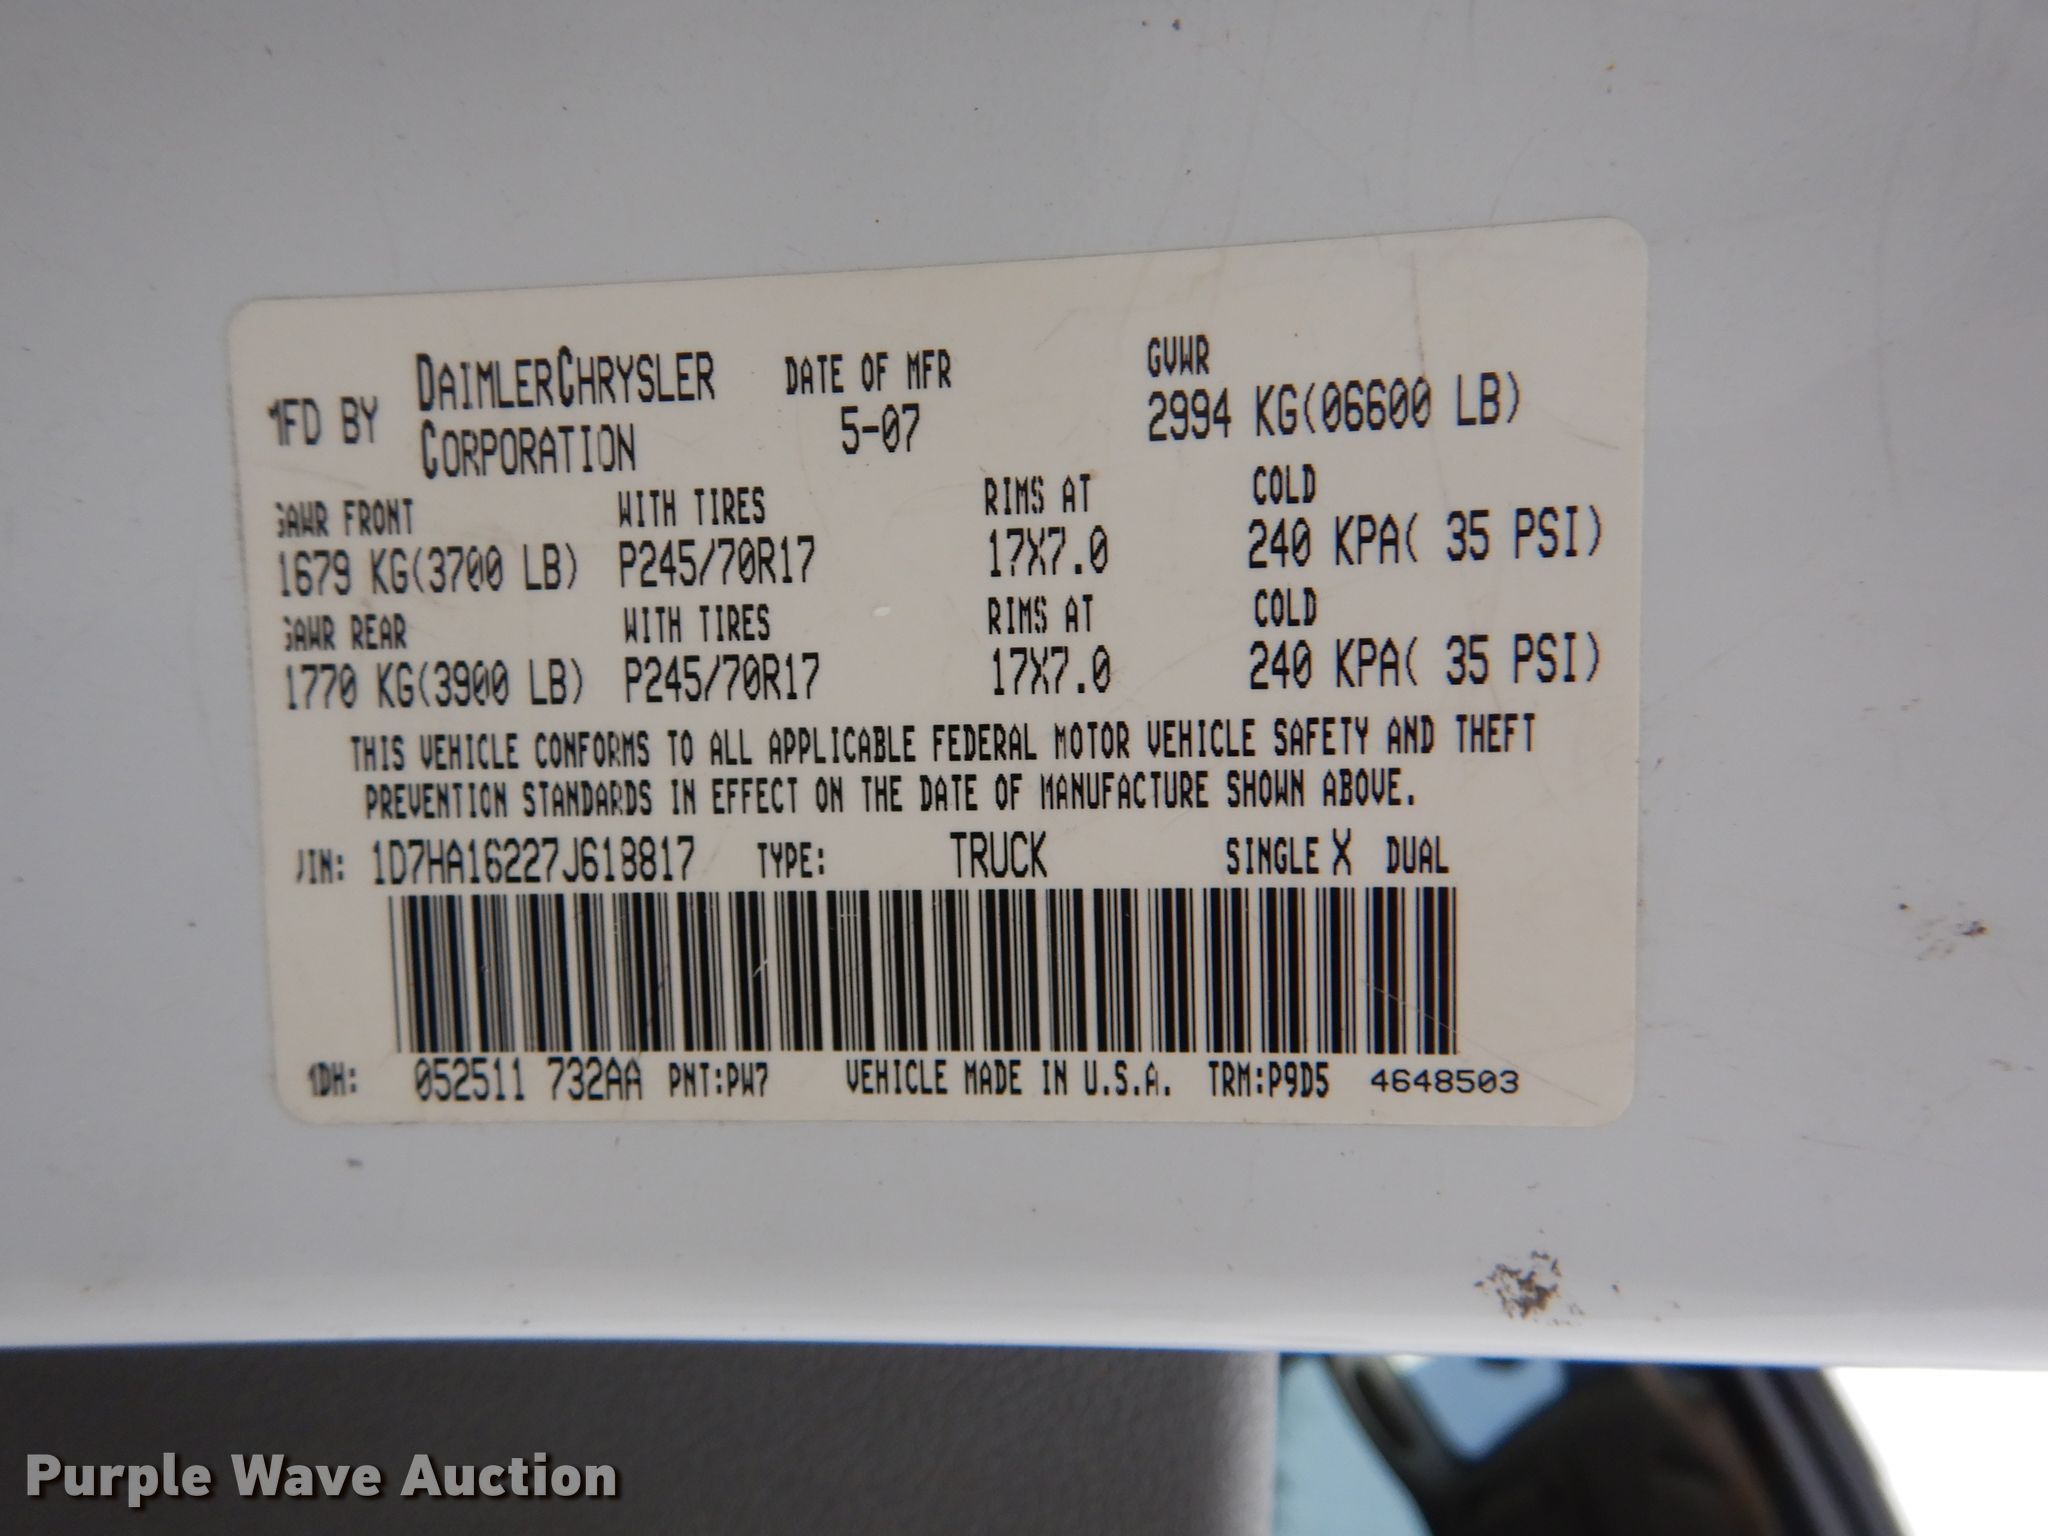 MFD BY DAIMLERCHRYSLER CORPORATION
DATE OF MFR 5-07
GVWR 2994 KG(06600 LB)
GAWR FRONT WITH TIRES RIMS AT COLD
1679 KG(3700 LB) P245/70R17 17X7.0 240 KPA( 35 PSI)
GAWR REAR WITH TIRES RIMS AT COLD
1770 KG(3900 LB) P245/70R17 17X7.0 240 KPA( 35 PSI)
THIS VEHICLE CONFORMS TO ALL APPLICABLE FEDERAL MOTOR VEHICLE SAFETY AND THEFT
PREVENTION STANDARDS IN EFFECT ON THE DATE OF MANUFACTURE SHOWN ABOVE.
VIN: 1D7HA16227J618817 TYPE: TRUCK SINGLE X DUAL
MDH: 052511 732AA PNT:PW7 VEHICLE MADE IN U.S.A. TRM:P9D5 4648503
Purple Wave Auction